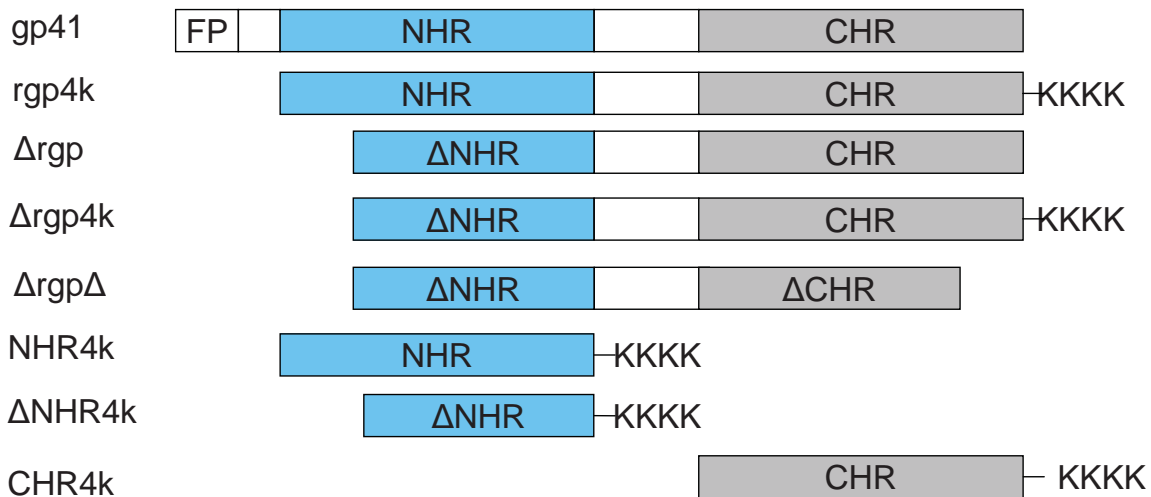 gp41 FP NHR CHR
rgp4k NHR CHR KKKK
Δrgp ΔNHR CHR
Δrgp4k ΔNHR CHR KKKK
ΔrgpΔ ΔNHR ΔCHR
NHR4k NHR KKKK
ΔNHR4k ΔNHR KKKK
CHR4k CHR KKKK